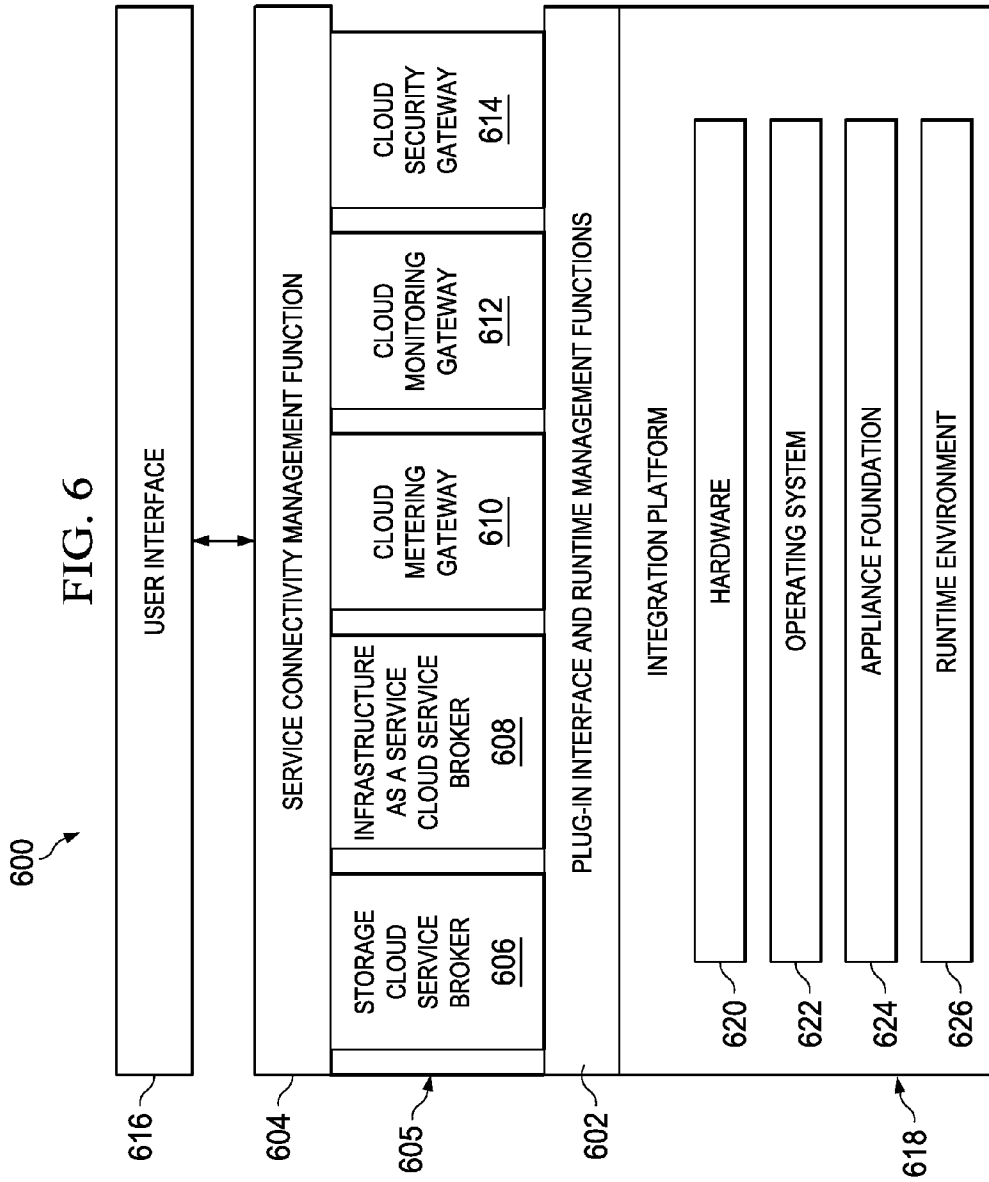 FIG. 6
600
616
USER INTERFACE
604
SERVICE CONNECTIVITY MANAGEMENT FUNCTION
605
STORAGE
CLOUD
SERVICE
BROKER
606
INFRASTRUCTURE
AS A SERVICE
CLOUD SERVICE
BROKER
608
CLOUD
METERING
GATEWAY
610
CLOUD
MONITORING
GATEWAY
612
CLOUD
SECURITY
GATEWAY
614
602
PLUG-IN INTERFACE AND RUNTIME MANAGEMENT FUNCTIONS
INTEGRATION PLATFORM
620
HARDWARE
622
OPERATING SYSTEM
624
APPLIANCE FOUNDATION
626
RUNTIME ENVIRONMENT
618